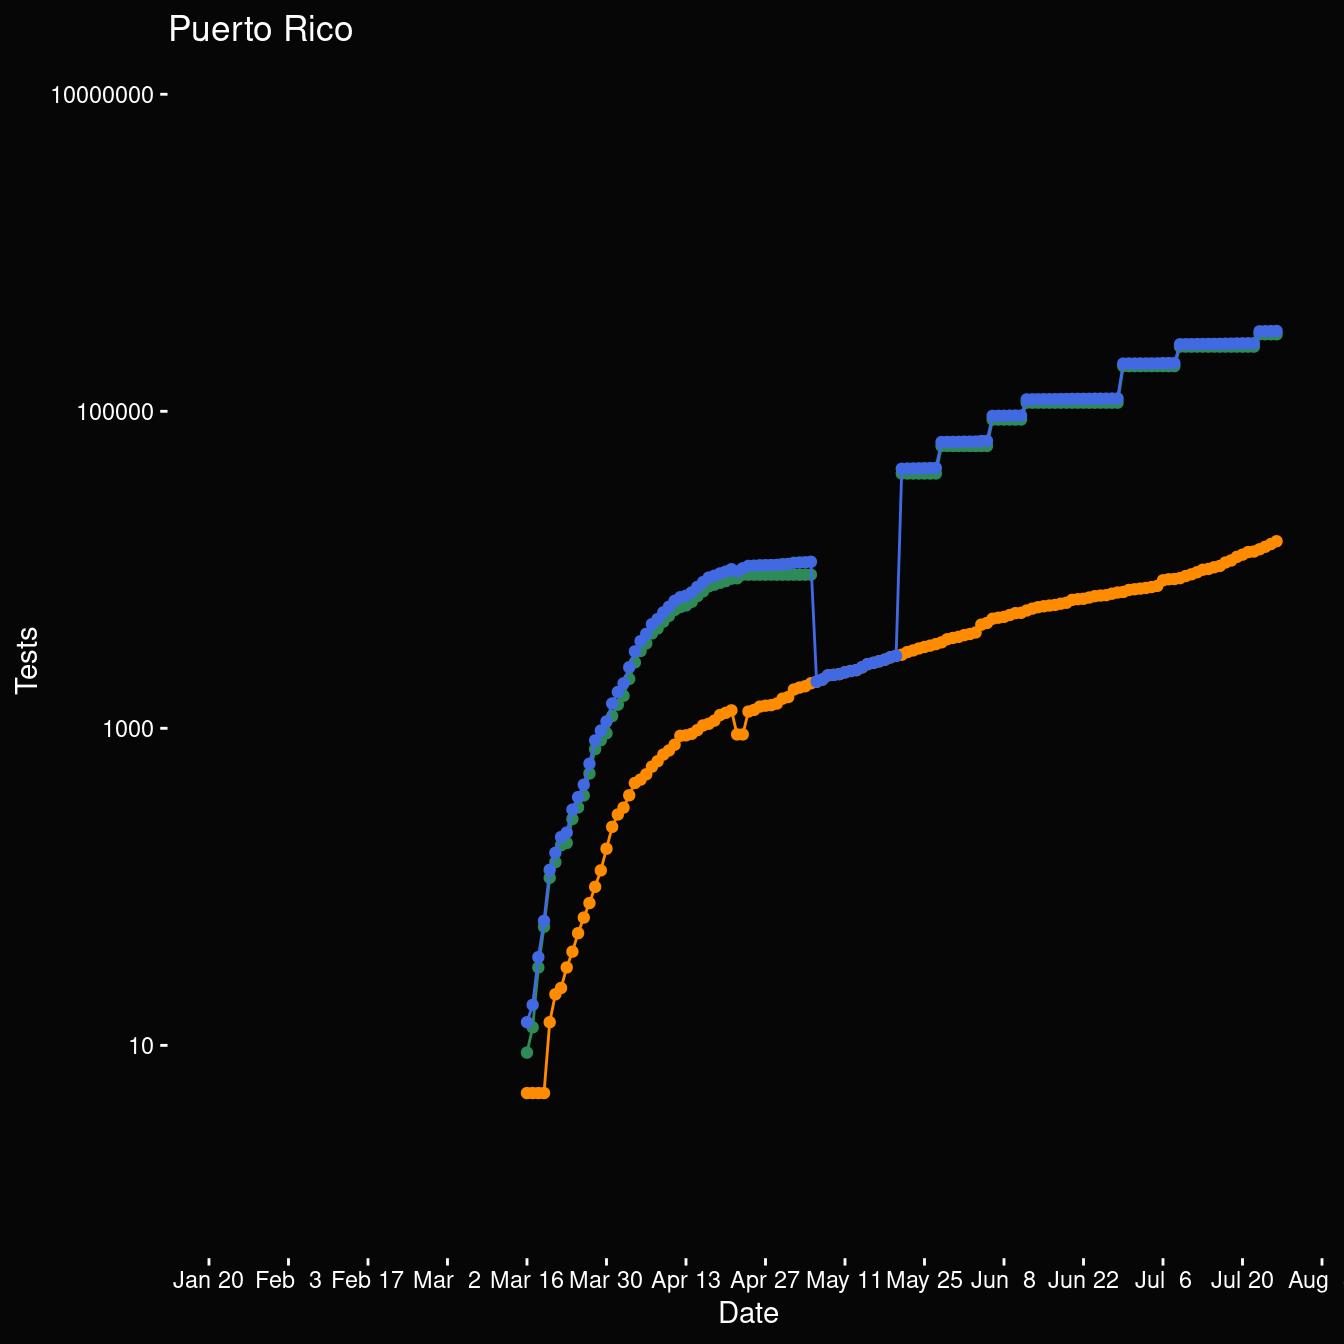 Puerto Rico
10000000
100000
1000
10
Tests
Jan 20 Feb  3 Feb 17 Mar  2 Mar 16 Mar 30 Apr 13 Apr 27 May 11 May 25 Jun  8 Jun 22 Jul  6 Jul 20 Aug
Date